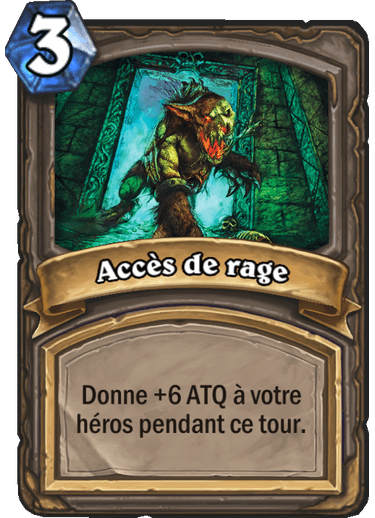 3
Accès de rage
Donne +6 ATQ à votre
héros pendant ce tour.